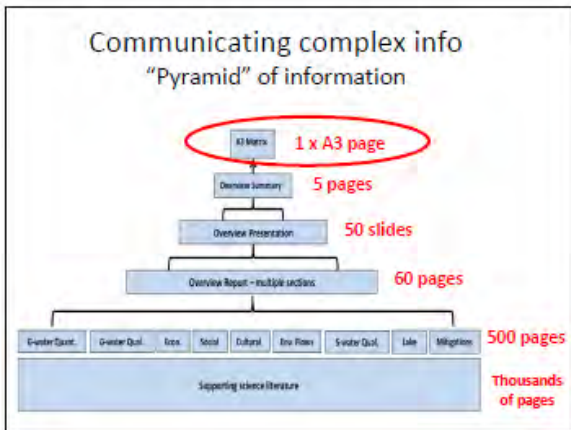 Communicating complex info
“Pyramid” of information
A3 Matrix
1 x A3 page
Overview Summary
5 pages
Overview Presentation
50 slides
Overview Report – multiple sections
60 pages
G-water Quant. G-water Qual. Econ. Social Cultural Env Flows S-water Qual. Lake Mitigations
500 pages
Supporting science literature
Thousands
of pages